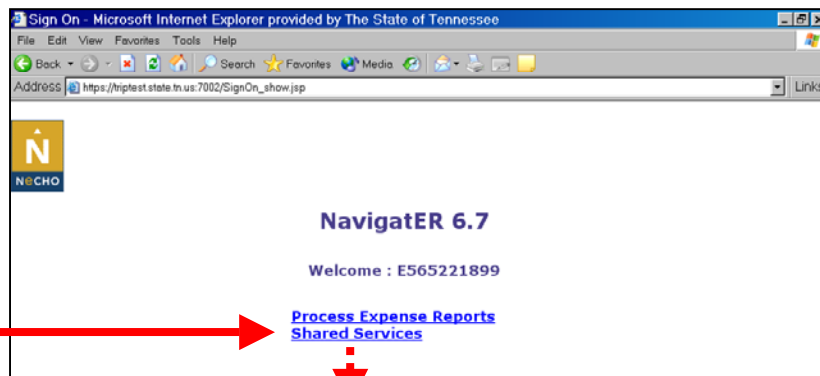 Sign On - Microsoft Internet Explorer provided by The State of Tennessee
File Edit View Favorites Tools Help
Back Search Favorites Media
Address https://triptest.state.tn.us:7002/SignOn_show.jsp Links
N
NECHO
NavigatER 6.7
Welcome : E565221899
Process Expense Reports
Shared Services